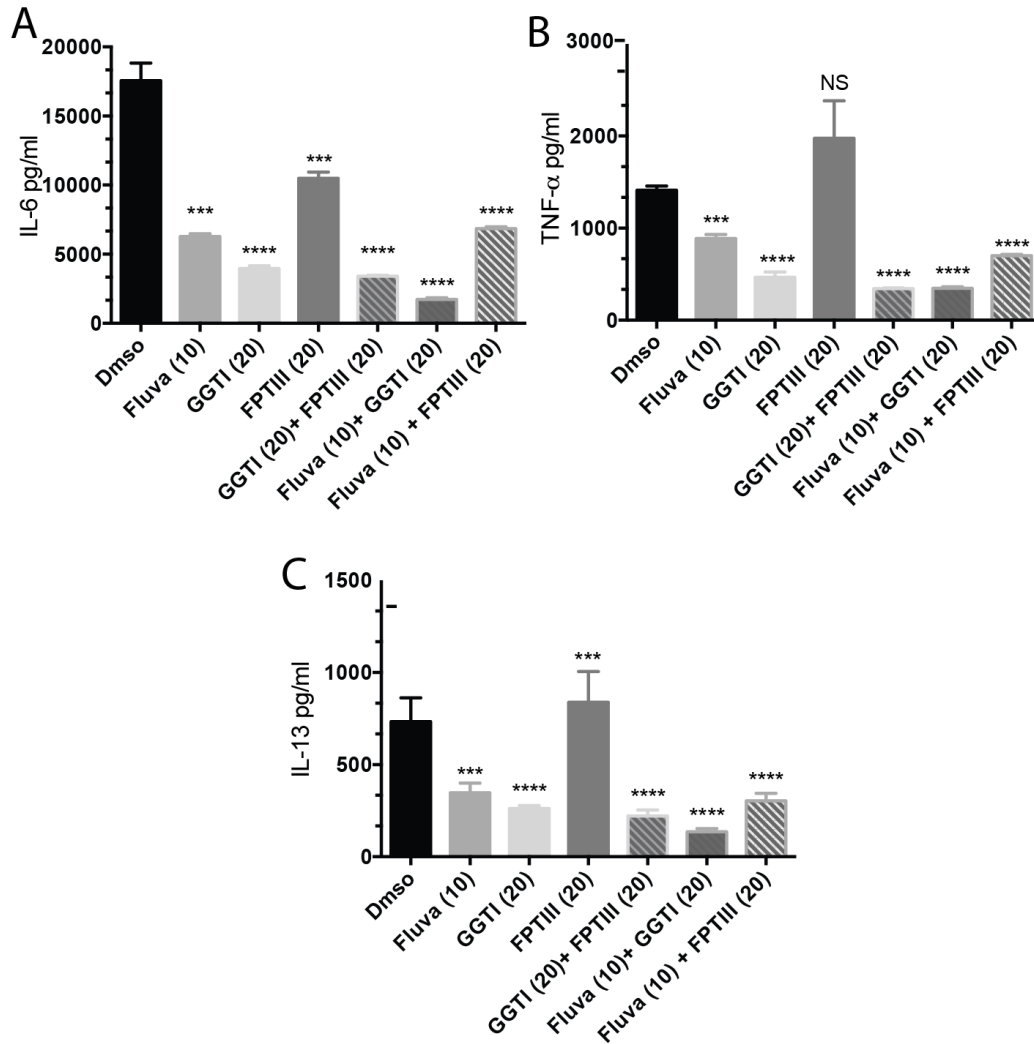 A
IL-6 pg/ml
20000
15000
10000
5000
0
***
****
***
****
****
****
Dmso
Fluva (10)
GGTI (20)
FPTIII (20)
GGTI (20)+ FPTIII (20)
Fluva (10)+ GGTI (20)
Fluva (10) + FPTIII (20)
B
TNF-α pg/ml
3000
2000
1000
0
***
****
NS
****
****
****
Dmso
Fluva (10)
GGTI (20)
FPTIII (20)
GGTI (20)+ FPTIII (20)
Fluva (10)+ GGTI (20)
Fluva (10) + FPTIII (20)
C
IL-13 pg/ml
1500
1000
500
0
***
****
***
****
****
****
Dmso
Fluva (10)
GGTI (20)
FPTIII (20)
GGTI (20)+ FPTIII (20)
Fluva (10)+ GGTI (20)
Fluva (10) + FPTIII (20)